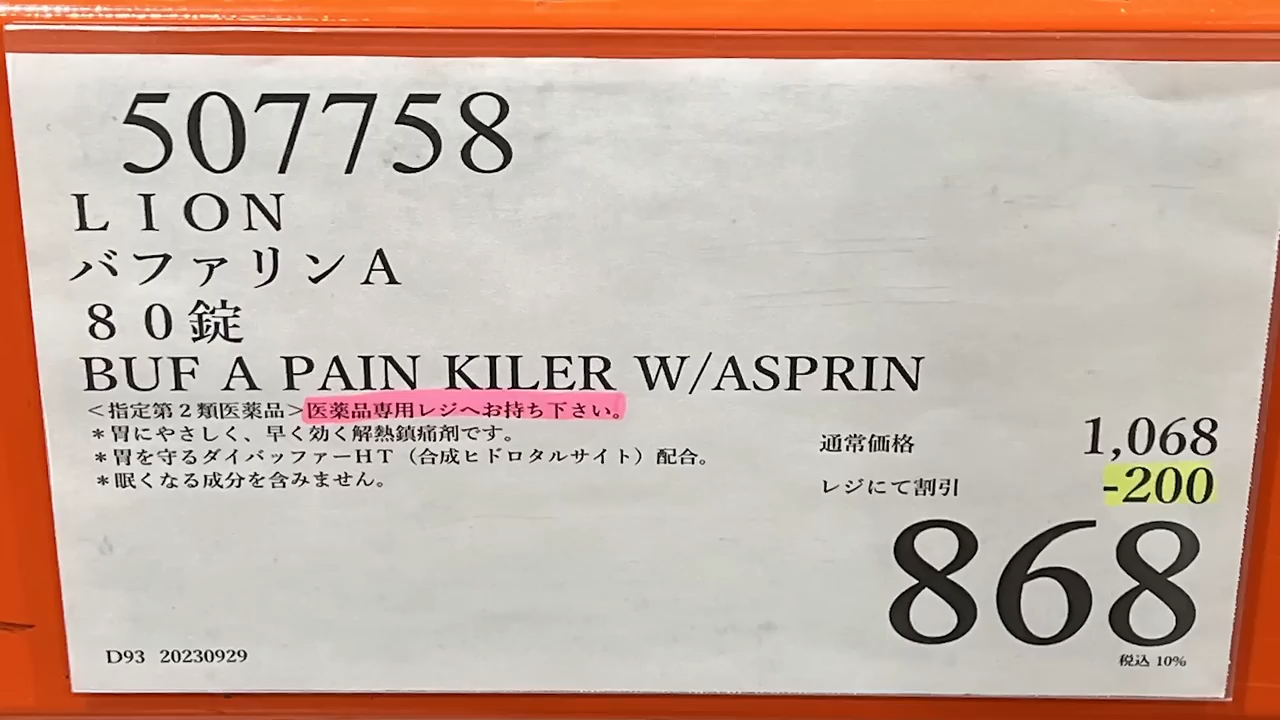 507758
ＬＩＯＮ
バファリンＡ
８０錠
BUF A PAIN KILER W/ASPRIN
＜指定第２類医薬品＞医薬品専用レジへお持ち下さい。
＊胃にやさしく、早く効く解熱鎮痛剤です。
＊胃を守るダイバッファーＨＴ（合成ヒドロタルサイト）配合。
＊眠くなる成分を含みません。
通常価格 1,068
レジにて割引 -200
868
税込 10%
D93 20230929